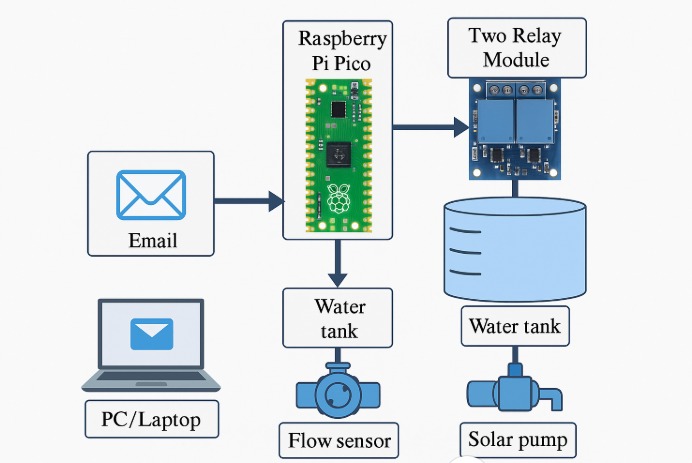 Raspberry
Pi Pico
Two Relay
Module
Email
Water
tank
Water tank
PC/Laptop
Flow sensor
Solar pump